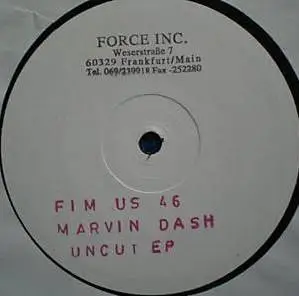 FORCE INC.
Weserstraße 7
60329 Frankfurt/Main
Tel. 069/239918 Fax -252280
FIM US 46
MARVIN DASH
UNCUT EP